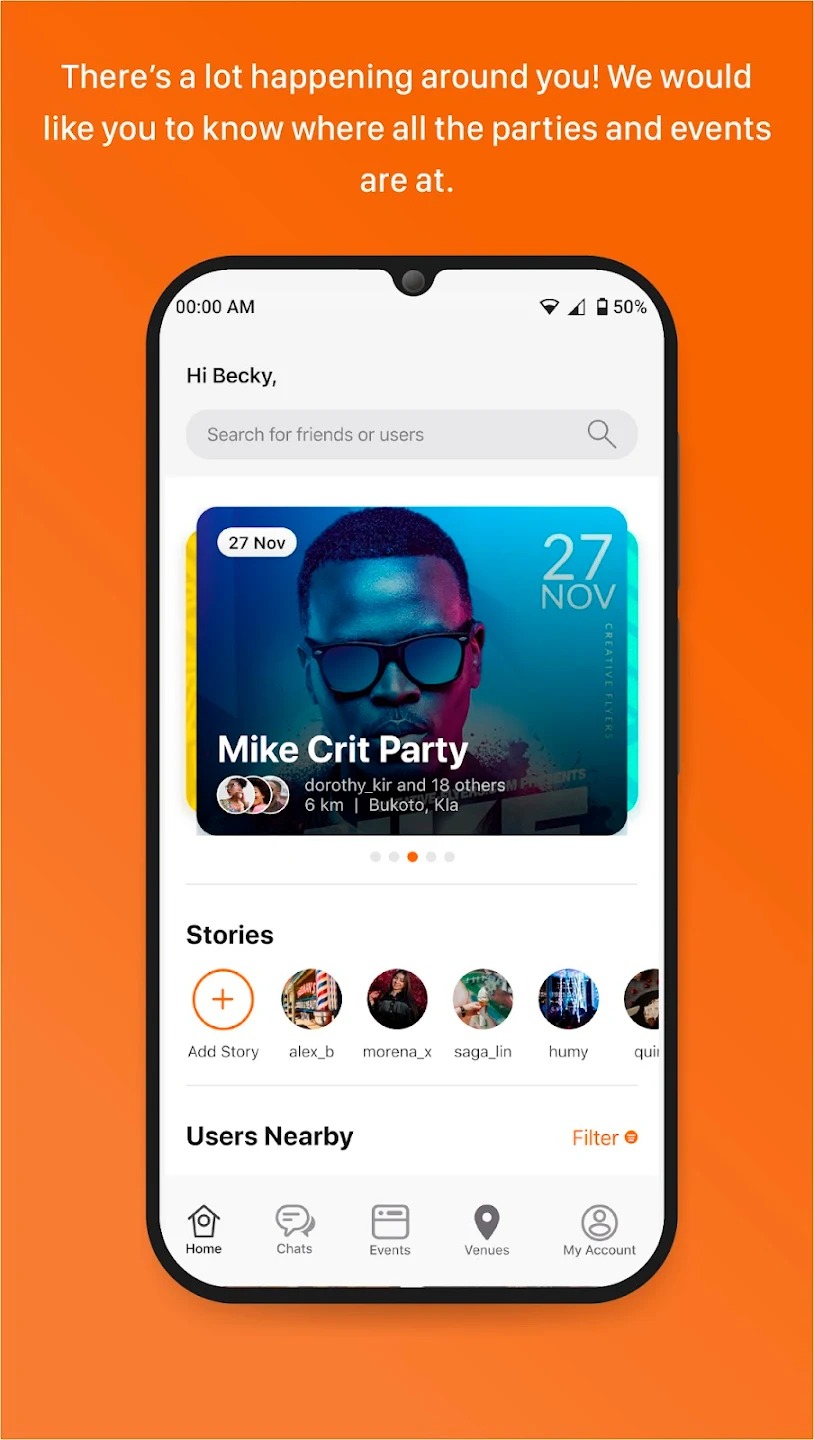 There’s a lot happening around you! We would
like you to know where all the parties and events
are at.
00:00 AM
50%
Hi Becky,
Search for friends or users
27 Nov
27
NOV
CREATIVE FLYERS
Mike Crit Party
dorothy_kir and 18 others
6 km | Bukoto, Kla
PRESENTS
Stories
Add Story
alex_b
morena_x
saga_lin
humy
quir
Users Nearby
Filter
Home
Chats
Events
Venues
My Account